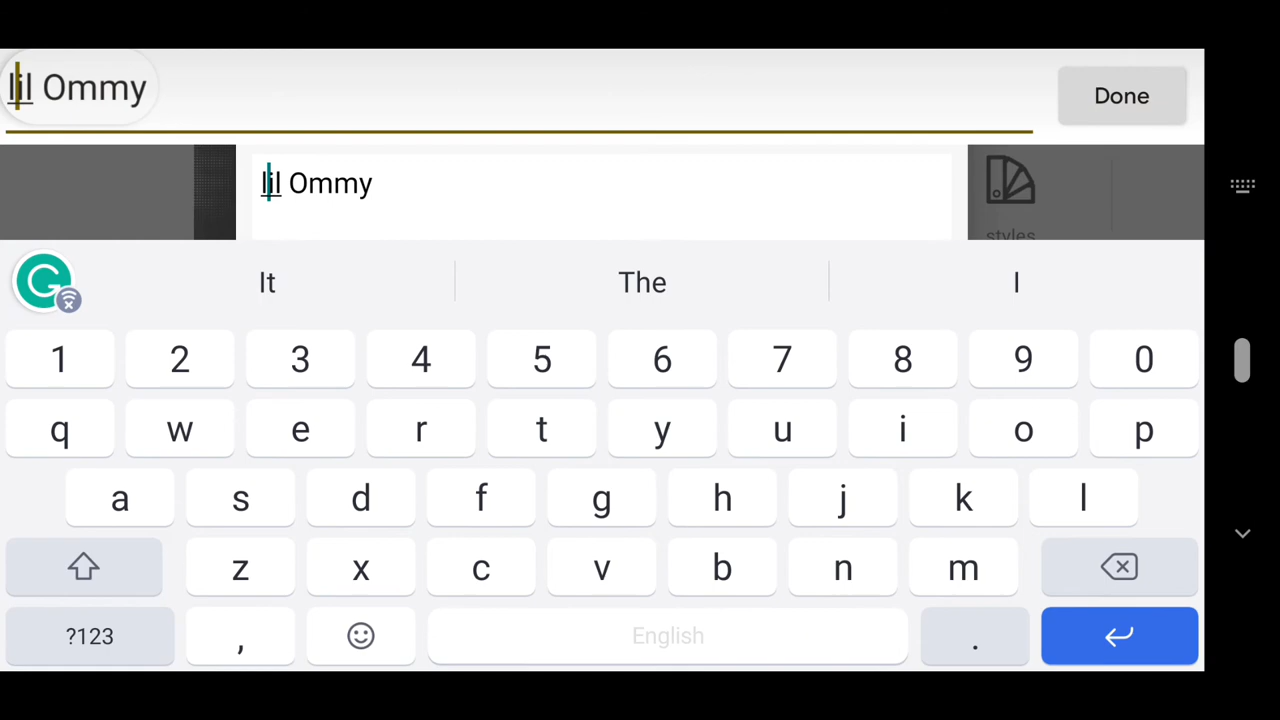 lil Ommy
Done
lil Ommy
styles
It The I
1 2 3 4 5 6 7 8 9 0
q w e r t y u i o p
a s d f g h j k l
z x c v b n m
?123 , English .